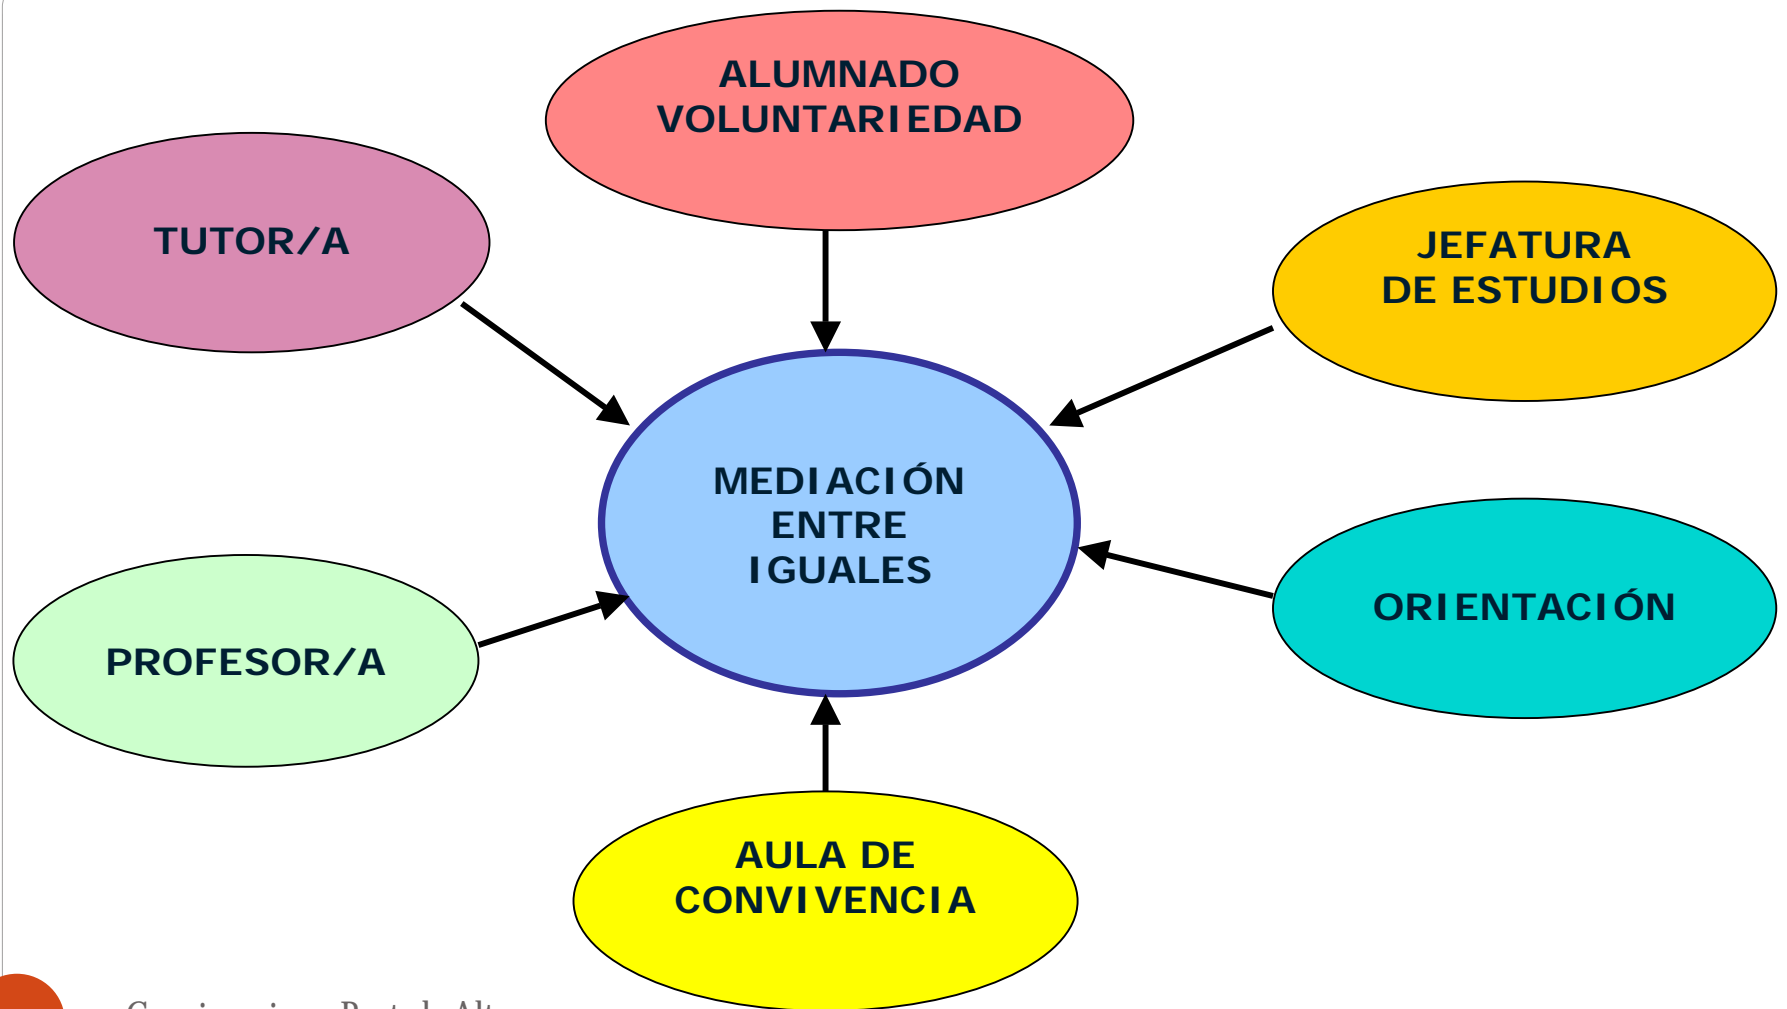 ALUMNADO
VOLUNTARIEDAD
TUTOR/A
JEFATURA
DE ESTUDIOS
MEDIACIÓN
ENTRE
IGUALES
ORIENTACIÓN
PROFESOR/A
AULA DE
CONVIVENCIA